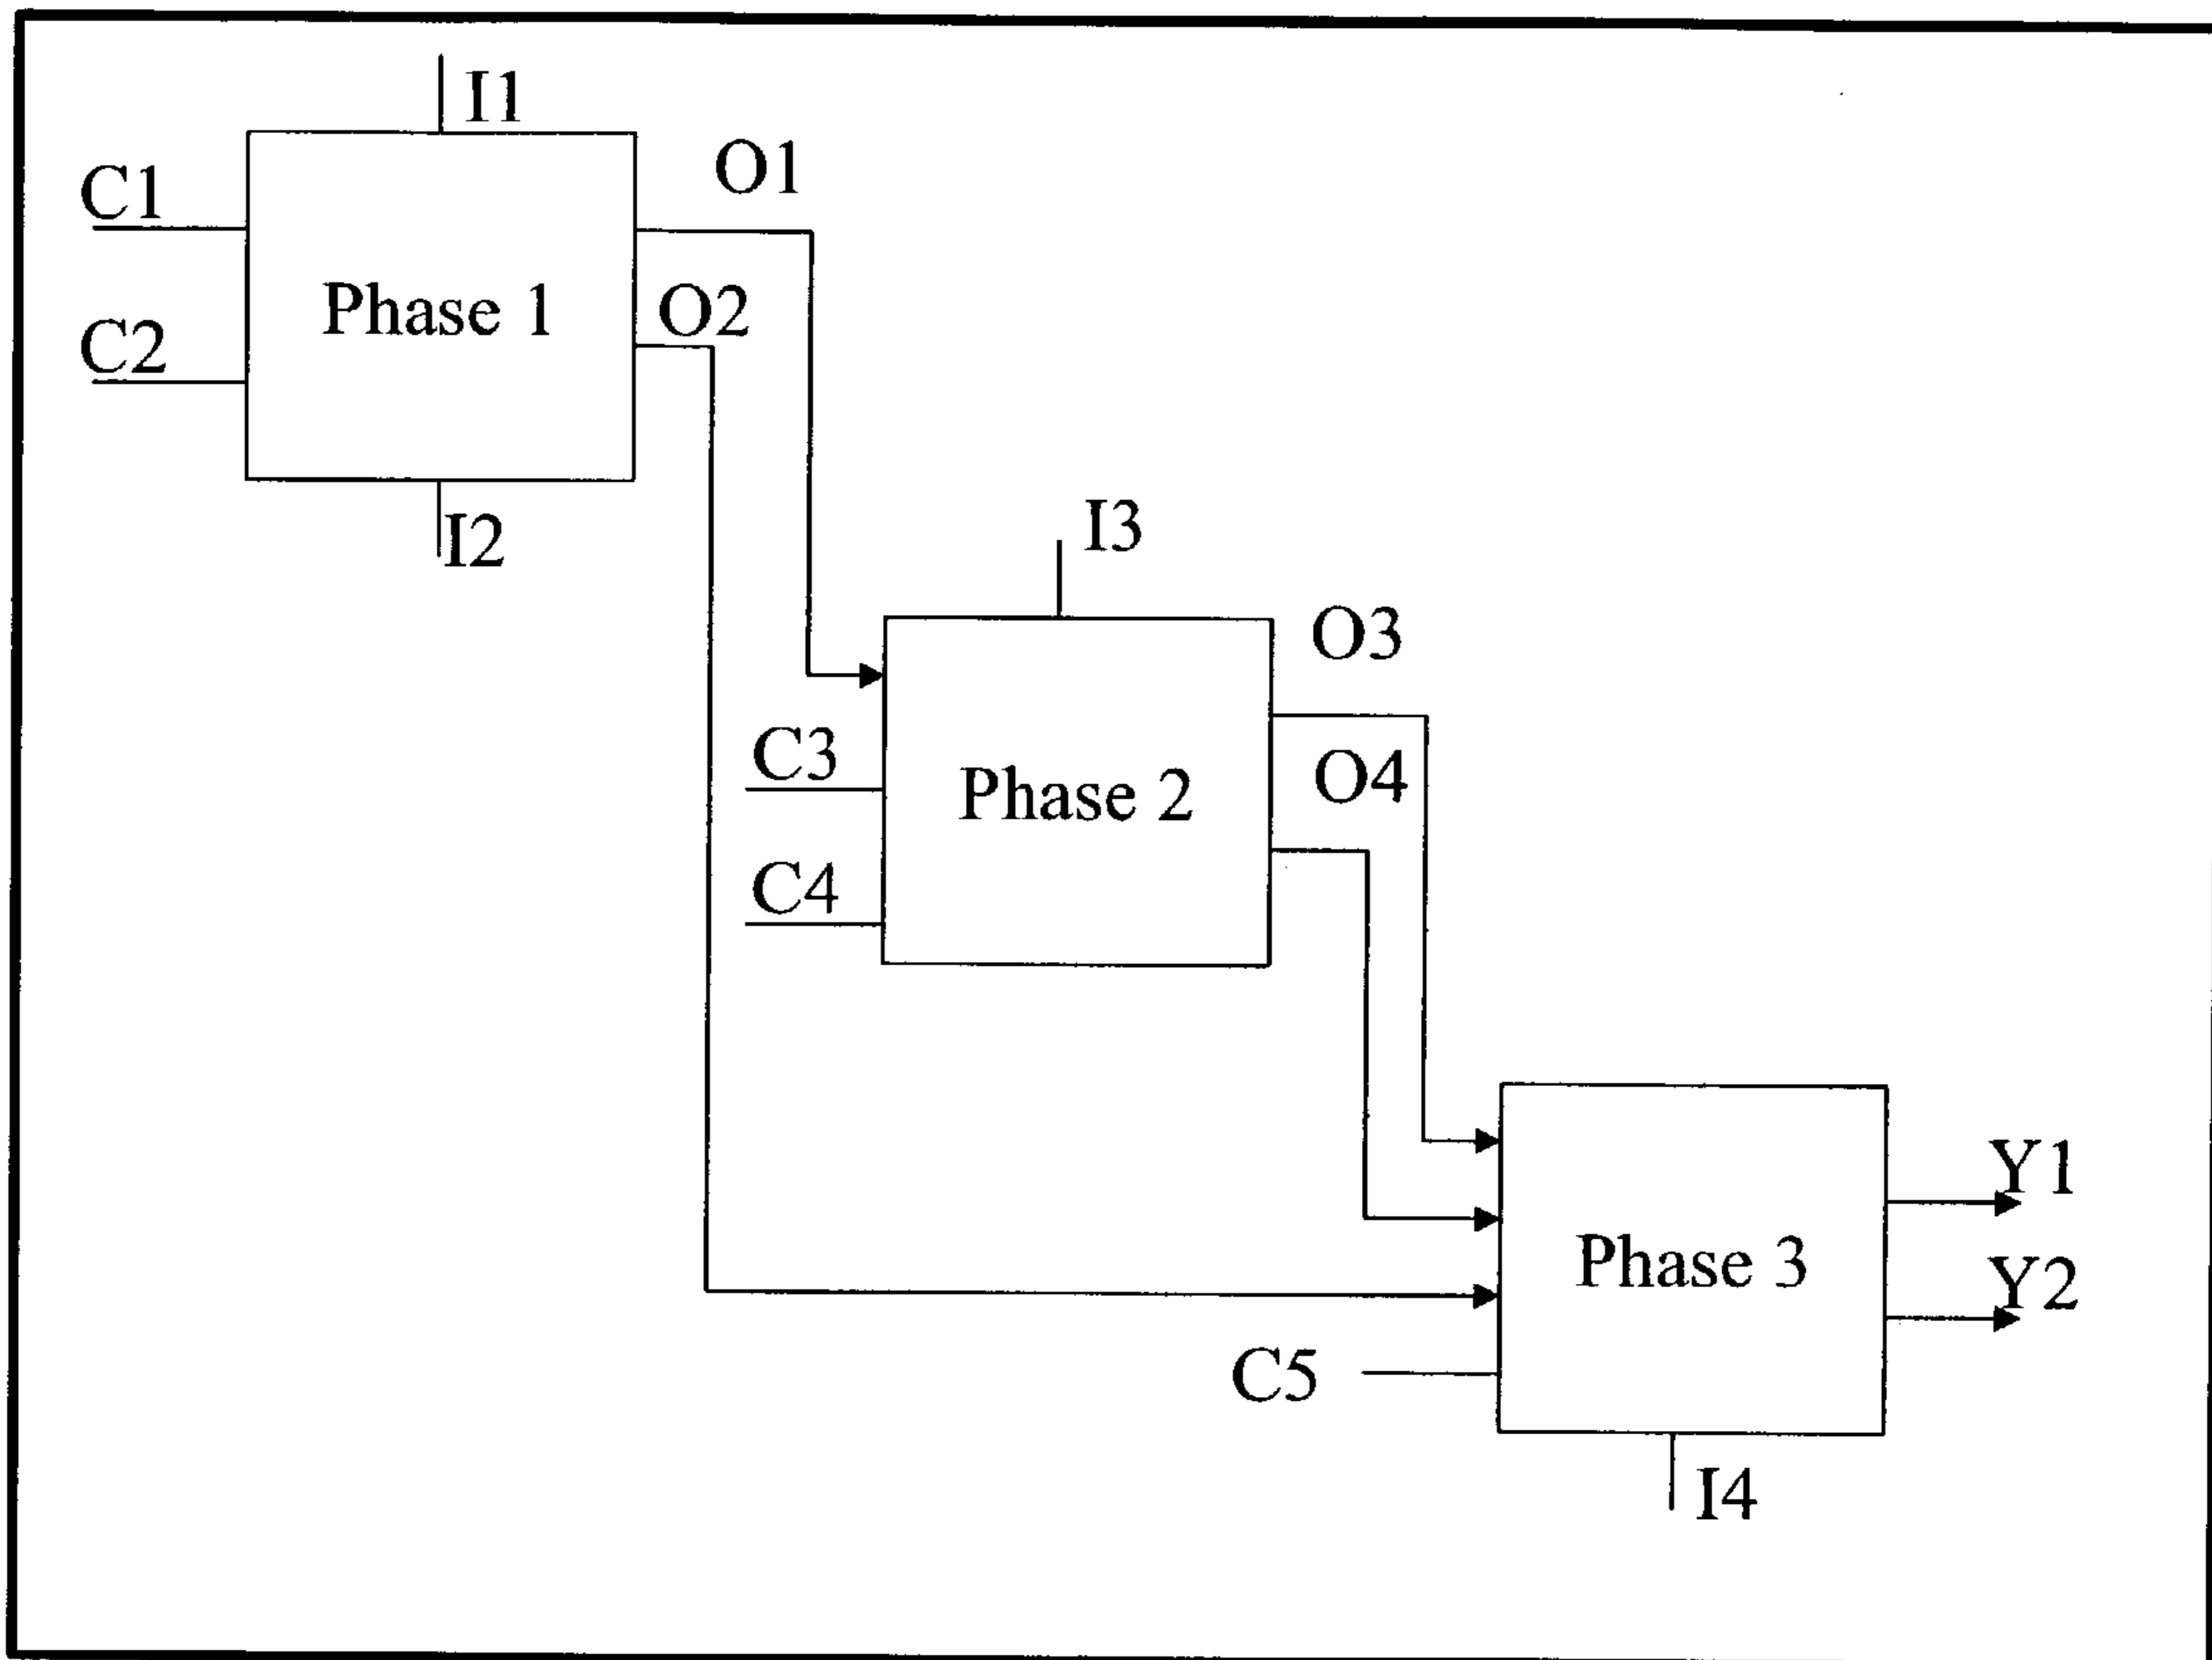 I1
C1
O1
Phase 1
O2
C2
I2
I3
O3
C3
O4
Phase 2
C4
Y1
Phase 3
Y2
C5
I4